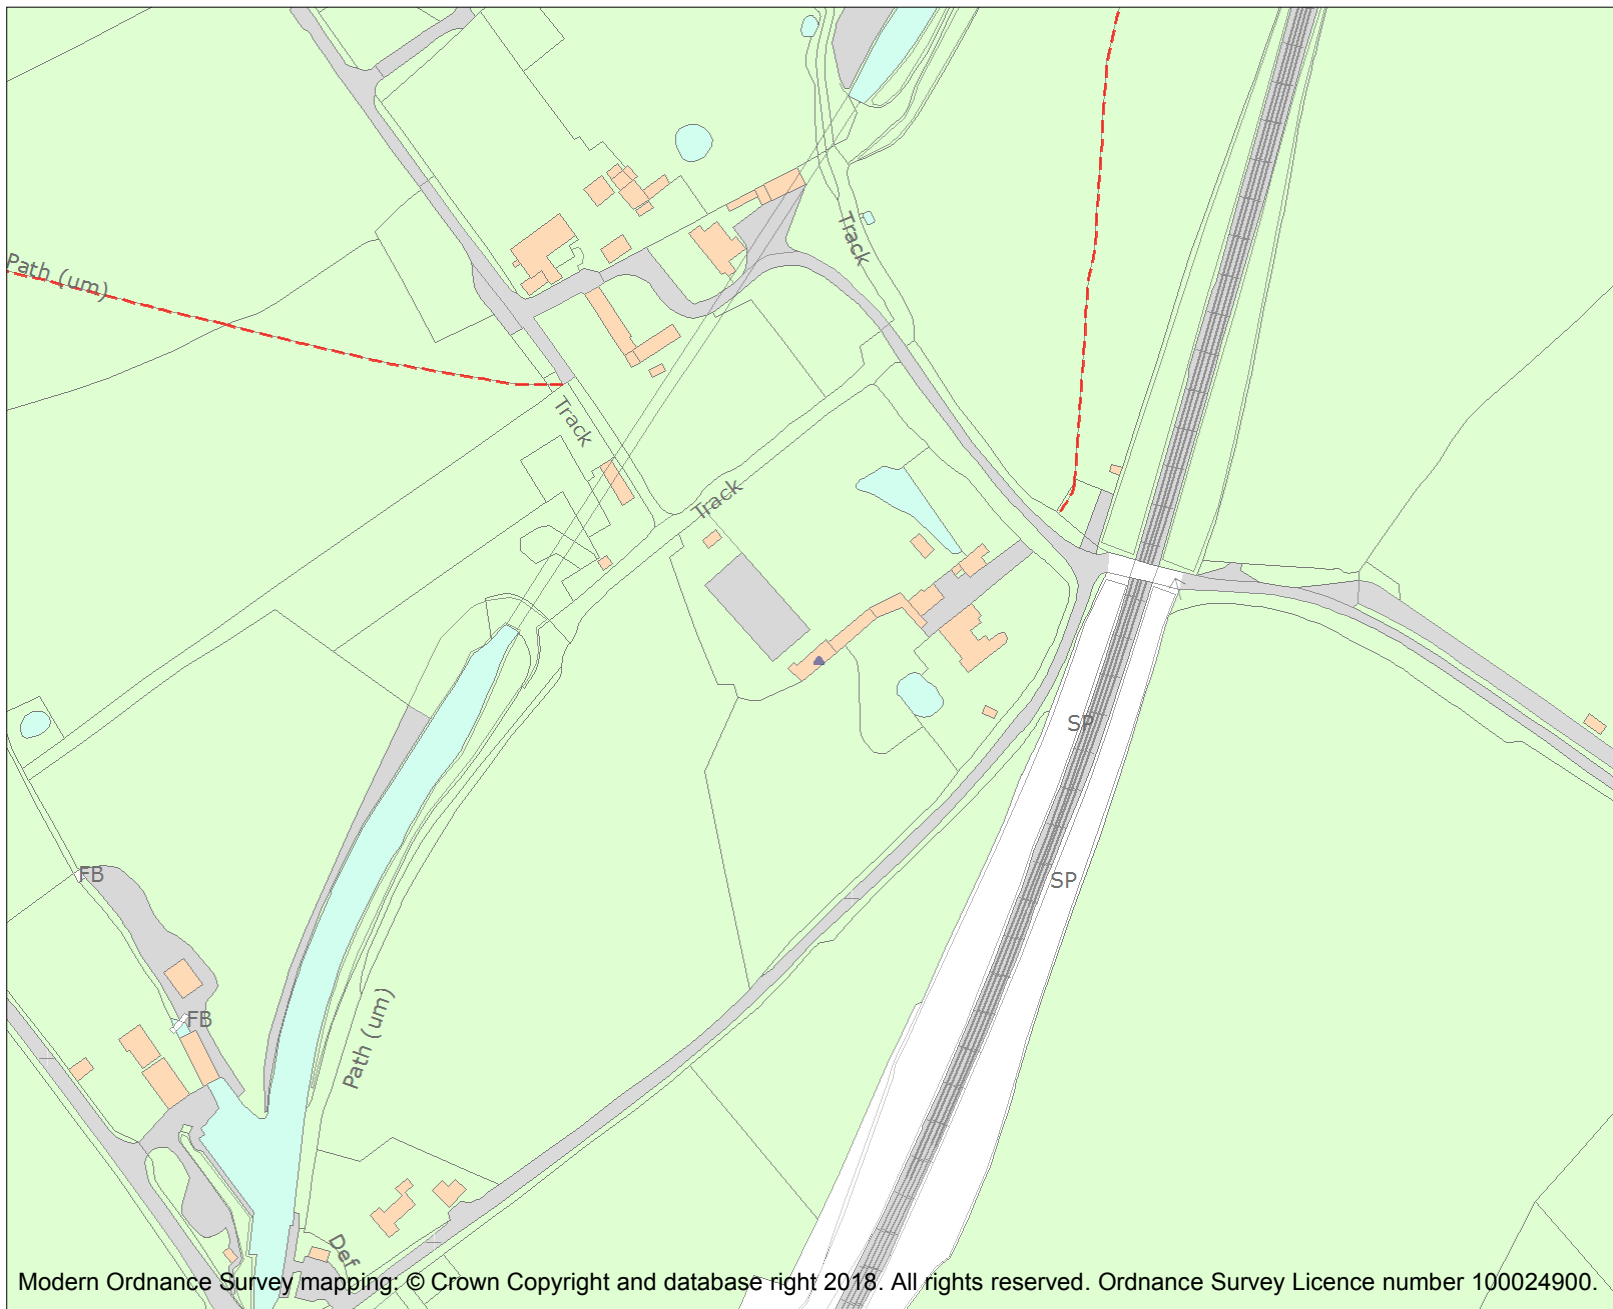 Track
Path (um)
Track
Track
SP
FB
SP
FB
Path (um)
Def
Modern Ordnance Survey mapping: © Crown Copyright and database right 2018. All rights reserved. Ordnance Survey Licence number 100024900.